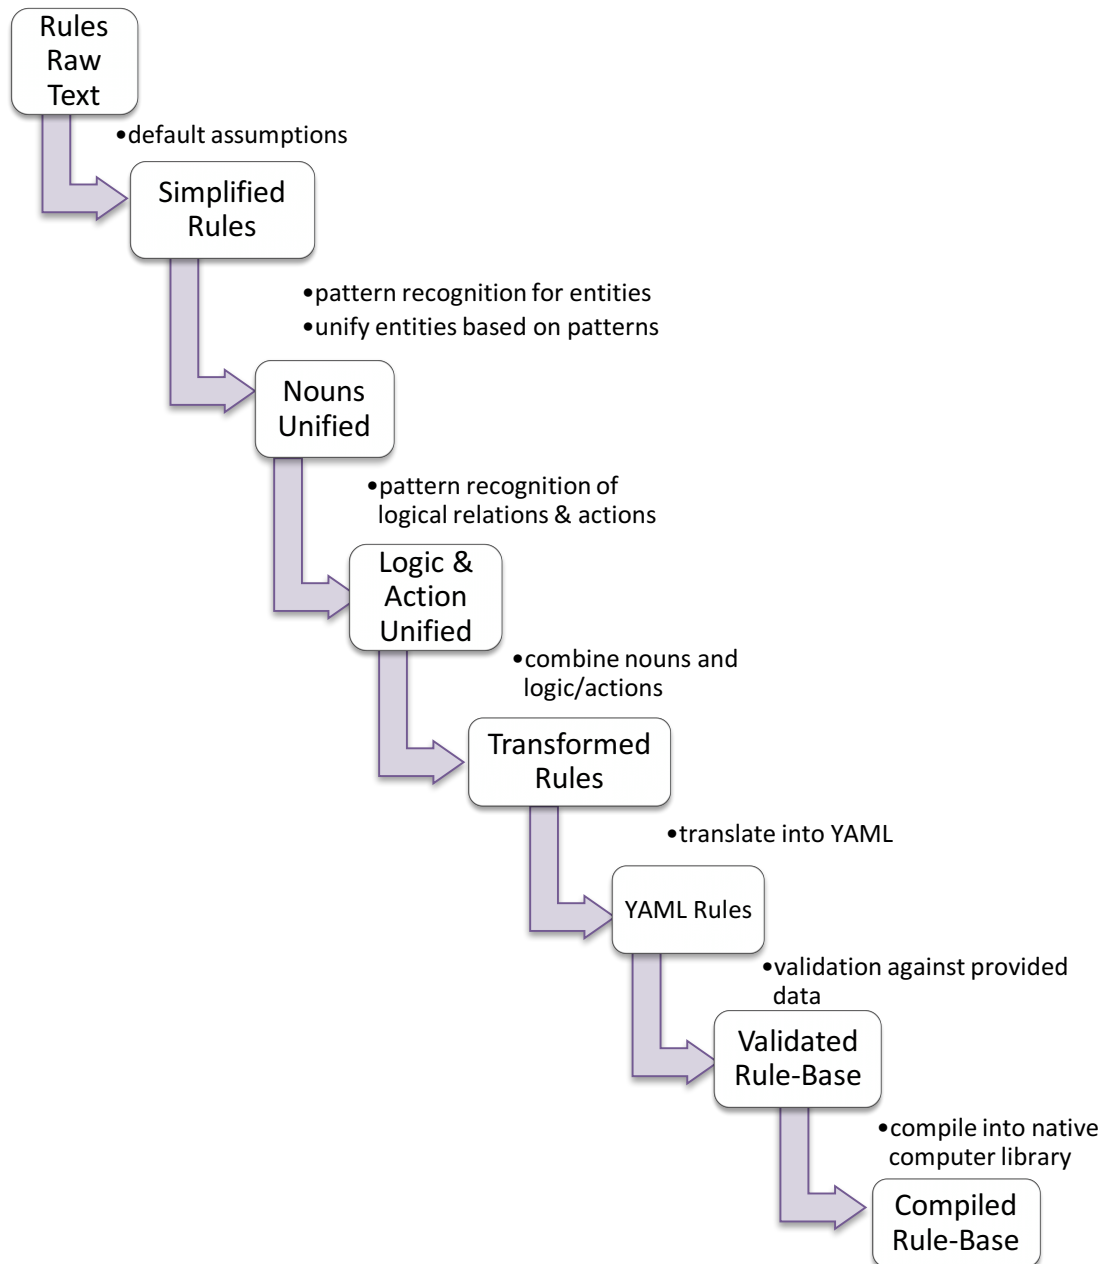 Rules
Raw
Text
•default assumptions
Simplified
Rules
•pattern recognition for entities
•unify entities based on patterns
Nouns
Unified
•pattern recognition of
logical relations & actions
Logic &
Action
Unified
•combine nouns and
logic/actions
Transformed
Rules
•translate into YAML
YAML Rules
•validation against provided
data
Validated
Rule-Base
•compile into native
computer library
Compiled
Rule-Base